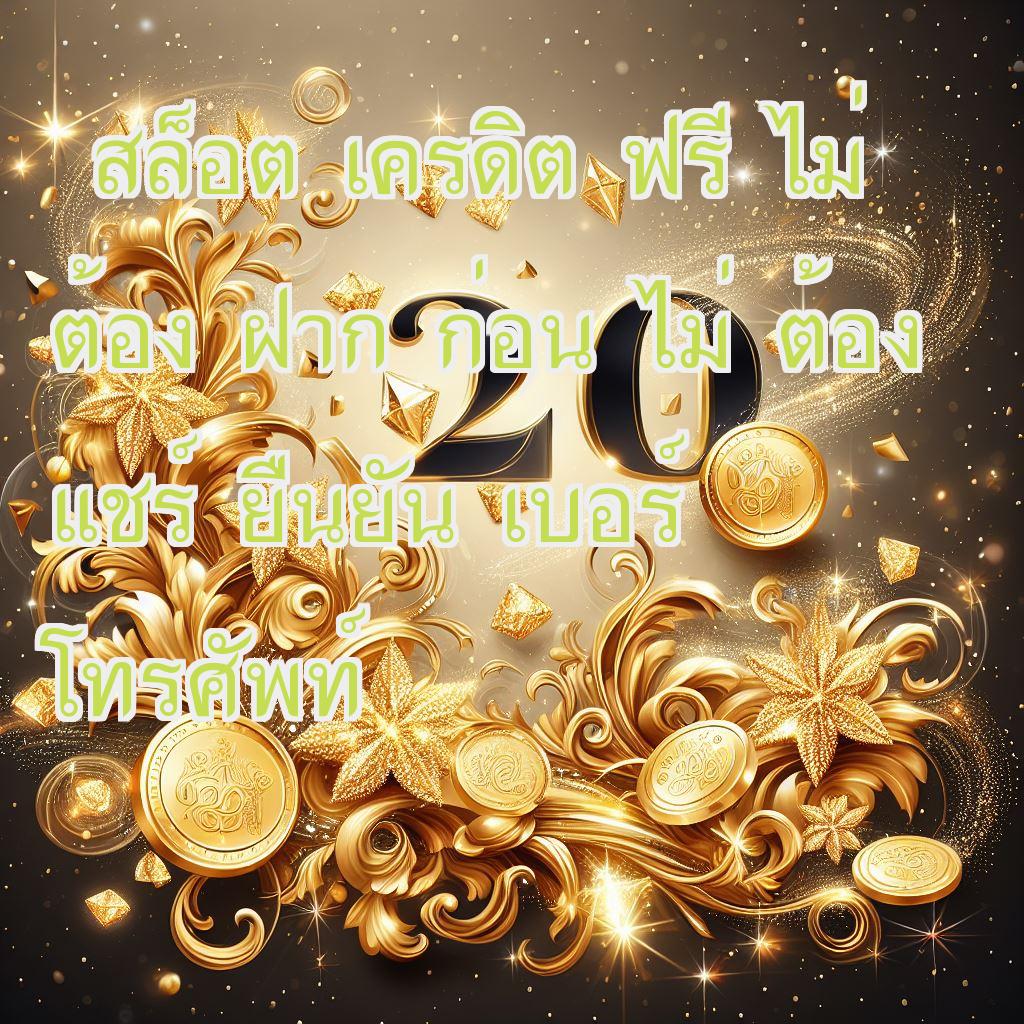 สล็อต เครดิต ฟรี ไม่
ต้อง ฝาก ก่อน ไม่ ต้อง
20
แชร์ ยืนยัน เบอร์
โทรศัพท์